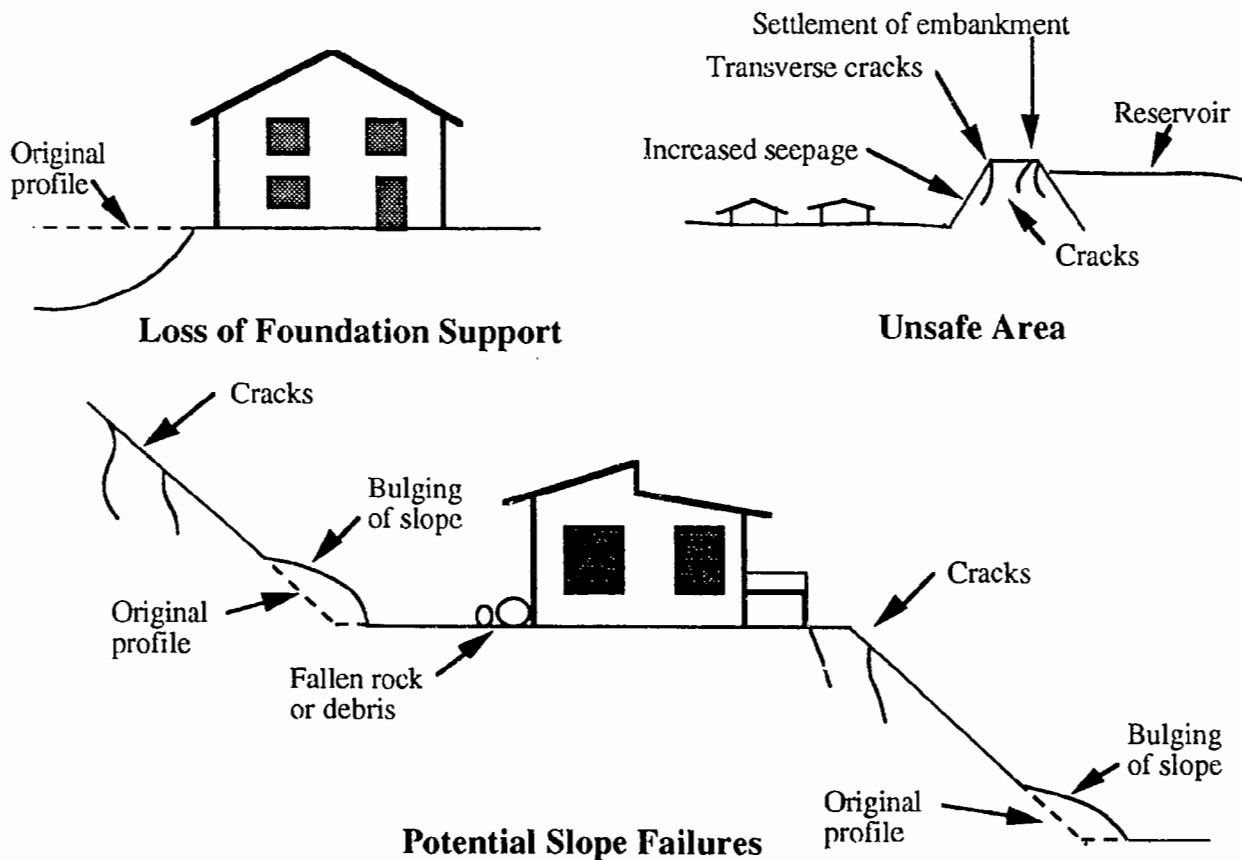 Original
profile
Loss of Foundation Support
Settlement of embankment
Transverse cracks
Reservoir
Increased seepage
Cracks
Unsafe Area
Cracks
Bulging
of slope
Original
profile
Fallen rock
or debris
Cracks
Bulging
of slope
Original
profile
Potential Slope Failures